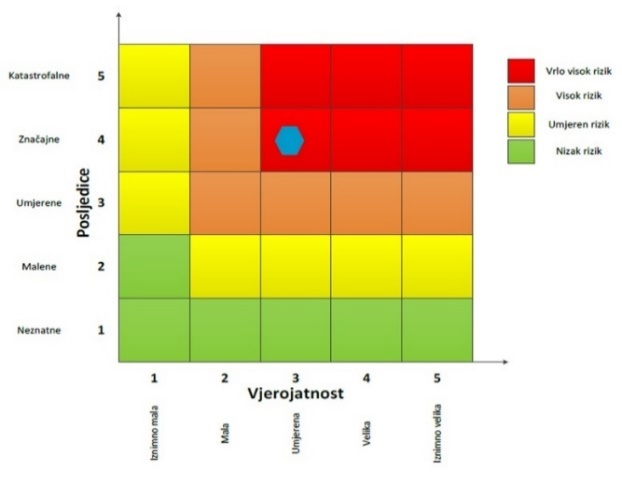 Katastrofalne 5
Značajne 4
Umjerene 3
Malene 2
Neznatne 1
Posljedice
1 2 3 4 5
Vjerojatnost
Iznimno mala
Mala
Umjerena
Velika
Iznimno velika
Vrlo visok rizik
Visok rizik
Umjeren rizik
Nizak rizik